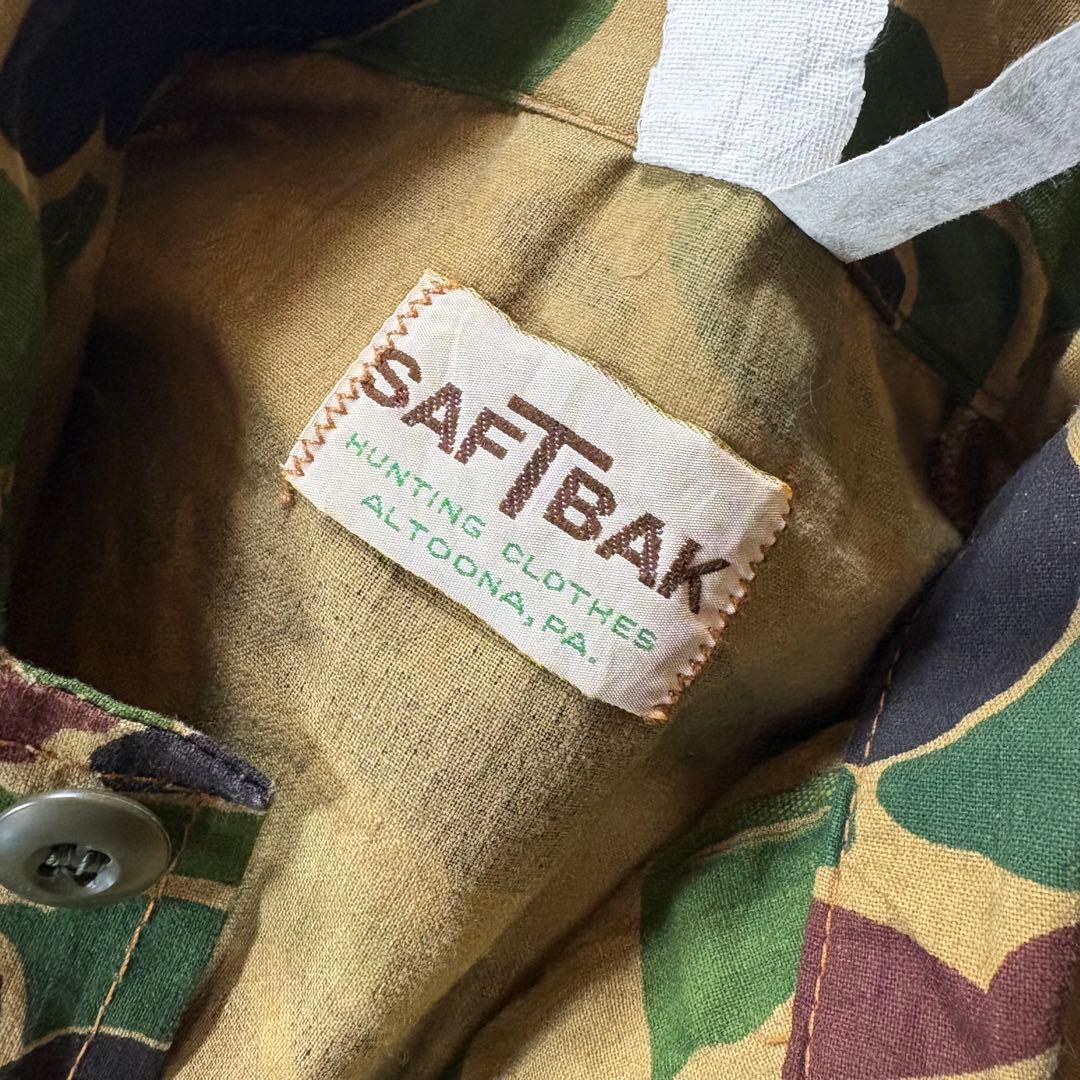 SAFTBAK
HUNTING CLOTHES
ALTOONA, PA.